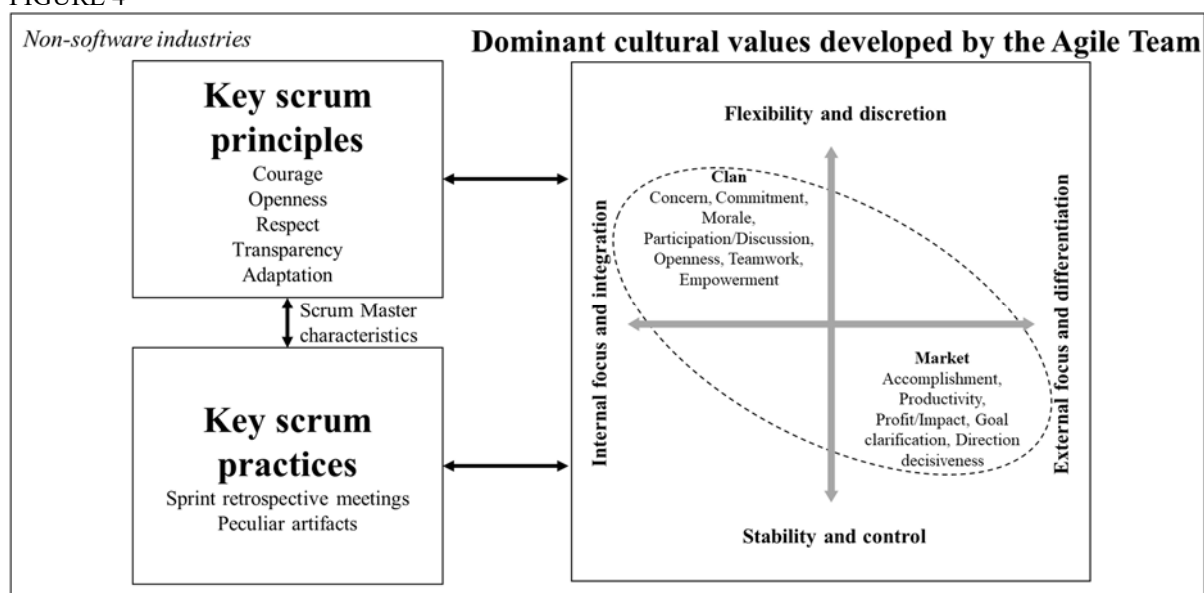 FIGURE 4
Non-software industries
Dominant cultural values developed by the Agile Team
Key scrum
principles
Courage
Openness
Respect
Transparency
Adaptation
Scrum Master
characteristics
Key scrum
practices
Sprint retrospective meetings
Peculiar artifacts
Flexibility and discretion
Internal focus and integration
Clan
Concern, Commitment,
Morale,
Participation/Discussion,
Openness, Teamwork,
Empowerment
Market
Accomplishment,
Productivity,
Profit/Impact, Goal
clarification, Direction
decisiveness
External focus and differentiation
Stability and control